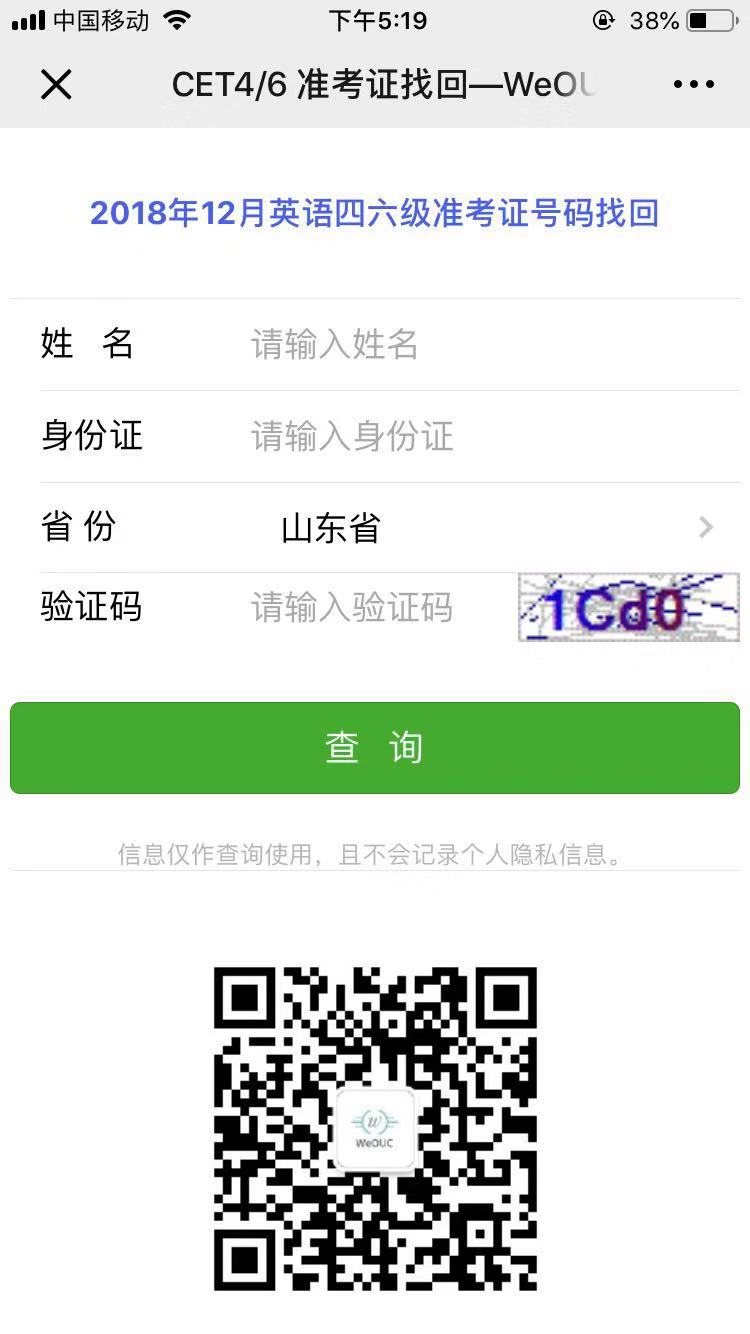 中国移动 下午5:19 38%
CET4/6 准考证找回—WeOU
2018年12月英语四六级准考证号码找回
姓 名 请输入姓名
身份证 请输入身份证
省 份 山东省
验证码 请输入验证码 1Cd0
查 询
信息仅作查询使用，且不会记录个人隐私信息。
W
WeOUC